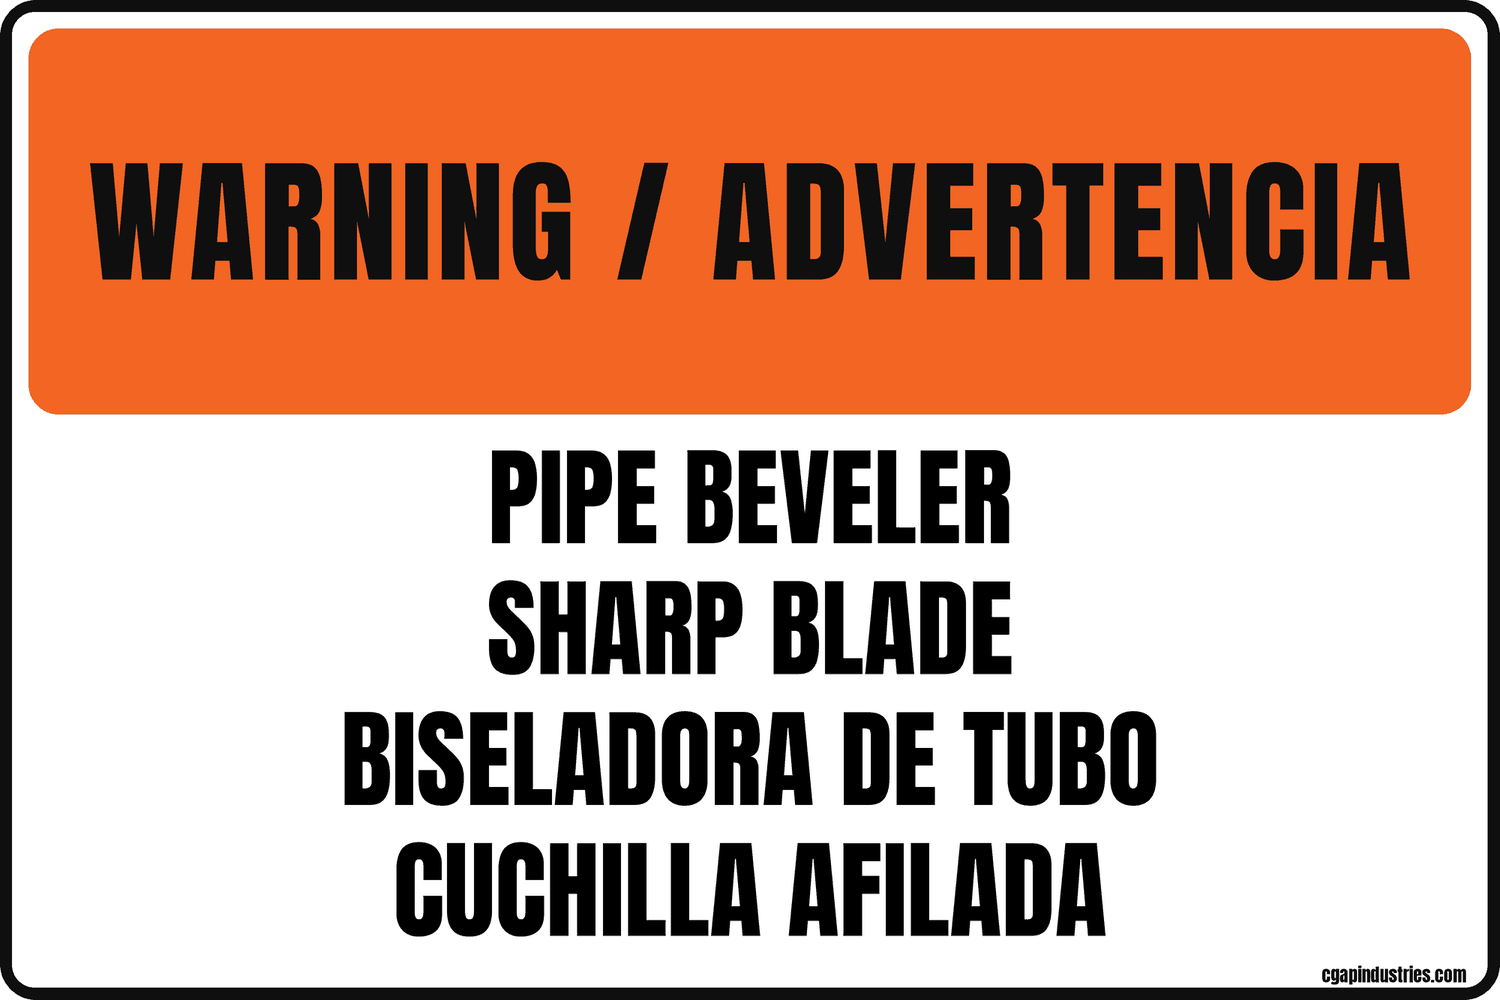 WARNING / ADVERTENCIA
PIPE BEVELER
SHARP BLADE
BISELADORA DE TUBO
CUCHILLA AFILADA
cgapindustries.com